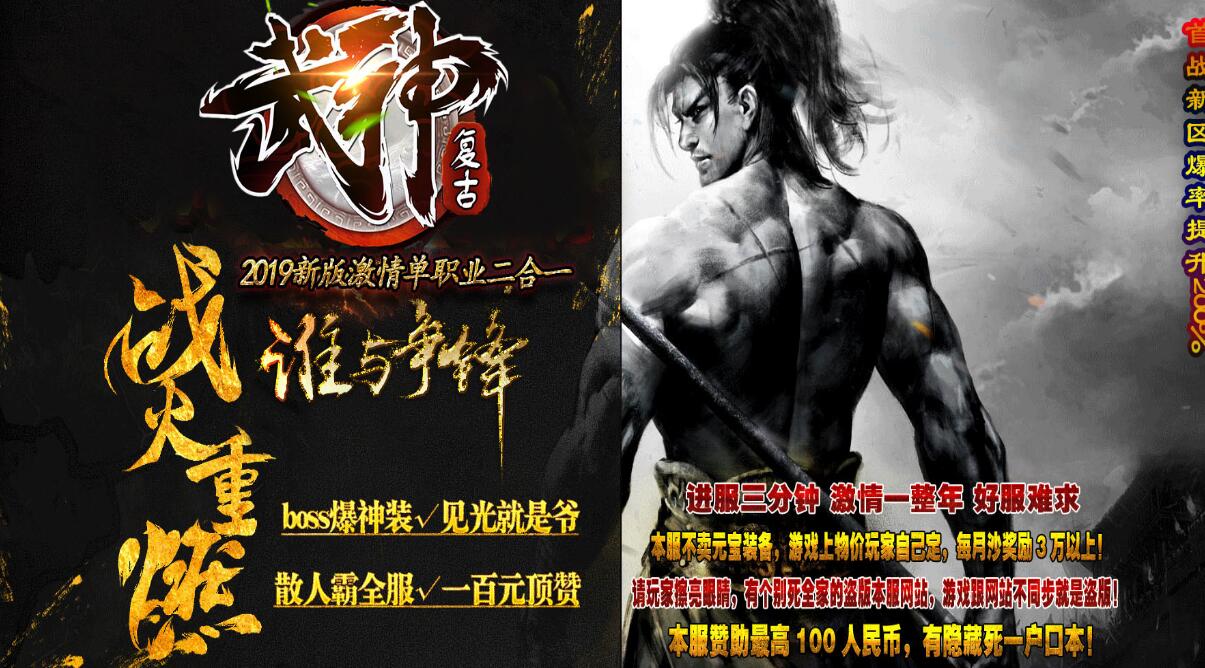 武神
复古
2019新版激情单职业二合一
战火重燃
谁与争锋
boss爆神装√见光就是爷
散人霸全服√一百元顶赞
首战新区爆率提升200%
进服三分钟 激情一整年 好服难求
本服不卖元宝装备，游戏上物价玩家自己定，每月沙奖励3万以上！
请玩家擦亮眼睛，有个别死全家的盗版本服网站，游戏跟网站不同步就是盗版！
本服赞助最高100人民币，有隐藏死一户口本！